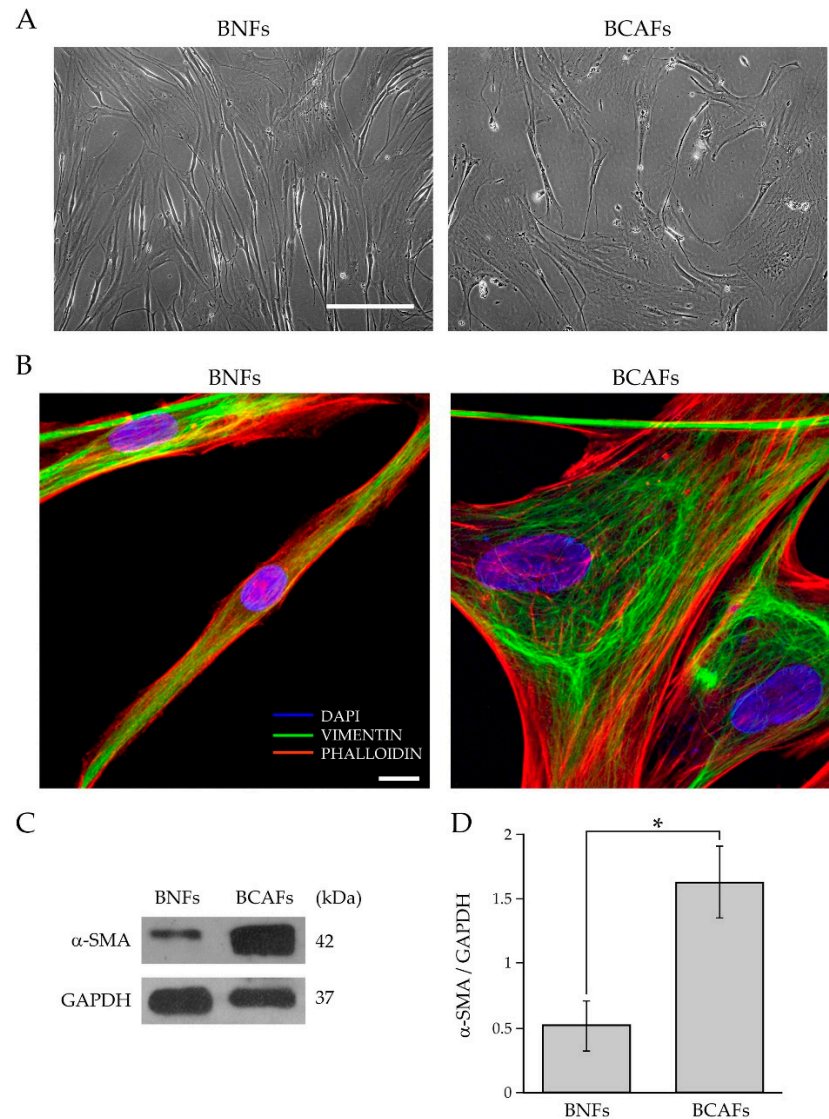 A
BNFs
BCAFs
B
BNFs
BCAFs
DAPI
VIMENTIN
PHALLOIDIN
C
BNFs BCAFs (kDa)
α-SMA 42
GAPDH 37
D
*
2
1.5
1
0.5
0
α-SMA / GAPDH
BNFs
BCAFs